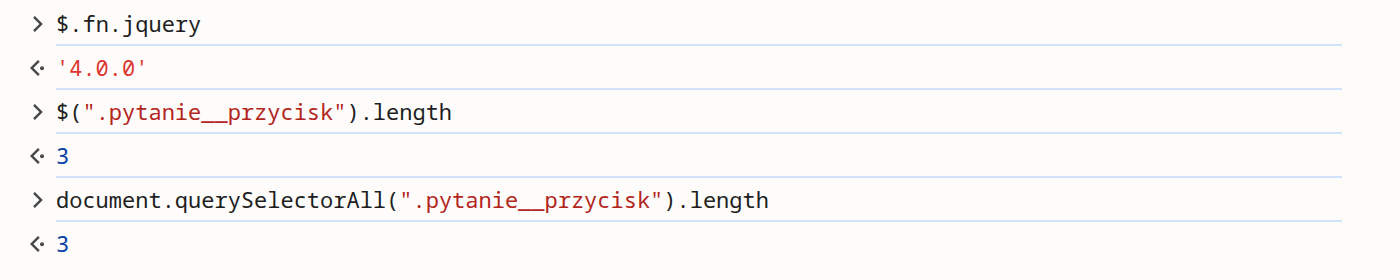 > $.fn.jquery
<· '4.0.0'
> $(".pytanie__przycisk").length
<· 3
> document.querySelectorAll(".pytanie__przycisk").length
<· 3